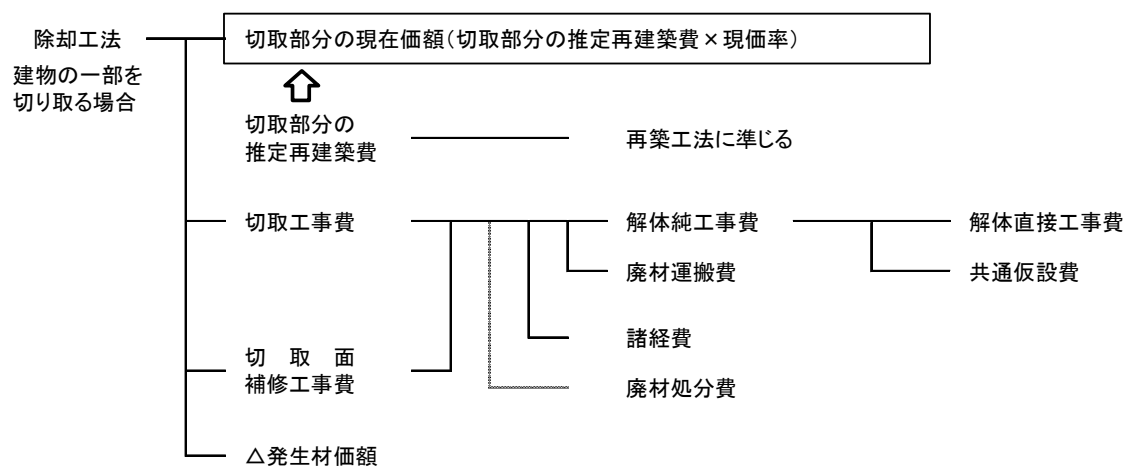 除却工法
建物の一部を
切り取る場合
切取部分の現在価額(切取部分の推定再建築費×現価率)
切取部分の
推定再建築費
再築工法に準じる
切取工事費
解体純工事費
解体直接工事費
廃材運搬費
共通仮設費
諸経費
切　取　面
補修工事費
廃材処分費
△発生材価額